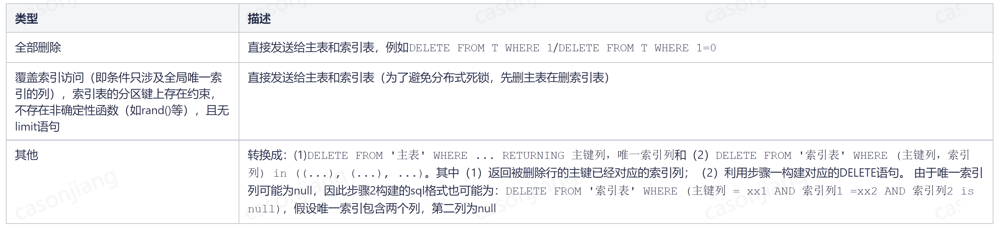 类型
描述
全部删除
直接发送给主表和索引表，例如DELETE FROM T WHERE 1/DELETE FROM T WHERE 1=0
覆盖索引访问（即条件只涉及全局唯一索
引的列），索引表的分区键上存在约束，
不存在非确定性函数（如rand()等），且无
limit语句
直接发送给主表和索引表（为了避免分布式死锁，先删主表在删索引表）
其他
转换成：(1)DELETE FROM '主表' WHERE ... RETURNING 主键列，唯一索引列和（2）DELETE FROM '索引表' WHERE (主键列，索引
列) in ((...), (...), ...)。其中（1）返回被删除行的主键已经对应的索引列；（2）利用步骤一构建对应的DELETE语句。 由于唯一索引
列可能为null，因此步骤2构建的sql格式也可能为：DELETE FROM '索引表' WHERE (主键列 = xx1 AND 索引列1 =xx2 AND 索引列2 is
null)，假设唯一索引包含两个列，第二列为null
casonjiang
casonjiang
casonjiang
casonjiang